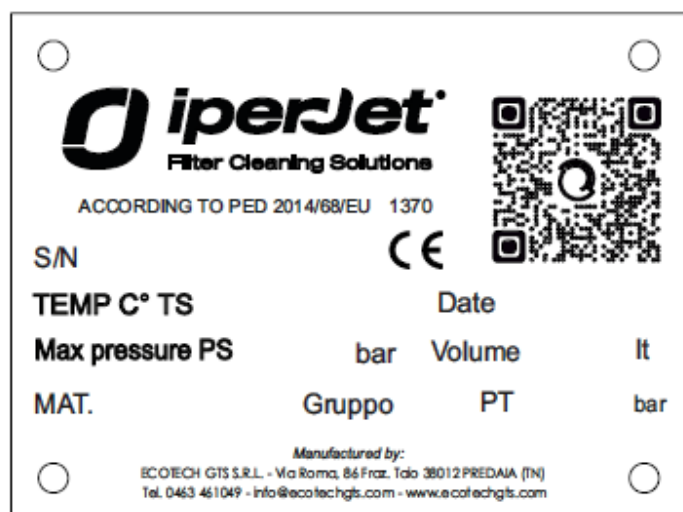 iperJet
Filter Cleaning Solutions
ACCORDING TO PED 2014/68/EU 1370
S/N CE
TEMP C° TS Date
Max pressure PS bar Volume lt
MAT. Gruppo PT bar
Manufactured by:
ECOTECH GTS S.R.L. - Via Roma, 86 Fraz. Taio 38012 PREDAIA (TN)
Tel. 0463 461049 - info@ecotechgts.com - www.ecotechgts.com